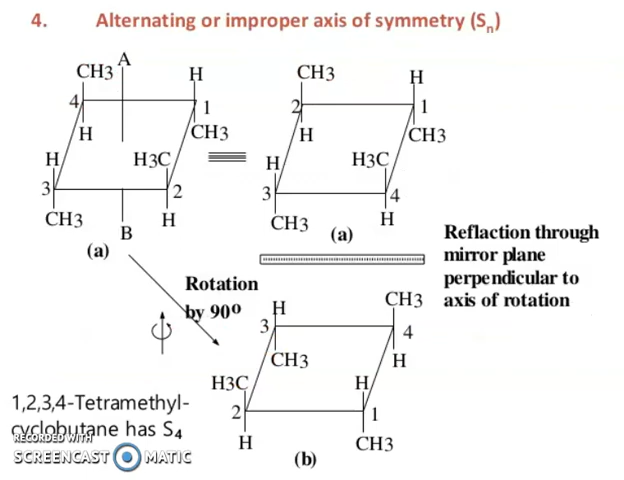 4. Alternating or improper axis of symmetry (Sn)
A
CH3 H CH3 H
4 1 2 1
H CH3 H CH3
H H3C H H3C
3 2 3 4
CH3 H CH3 H
B
(a) (a)
Reflaction through
mirror plane
perpendicular to
axis of rotation
Rotation
by 90⁰
H CH3
3 4
CH3 H
H3C H
2 1
H CH3
(b)
1,2,3,4-Tetramethyl-
cyclobutane has S4
RECORDED WITH
SCREENCAST MATIC